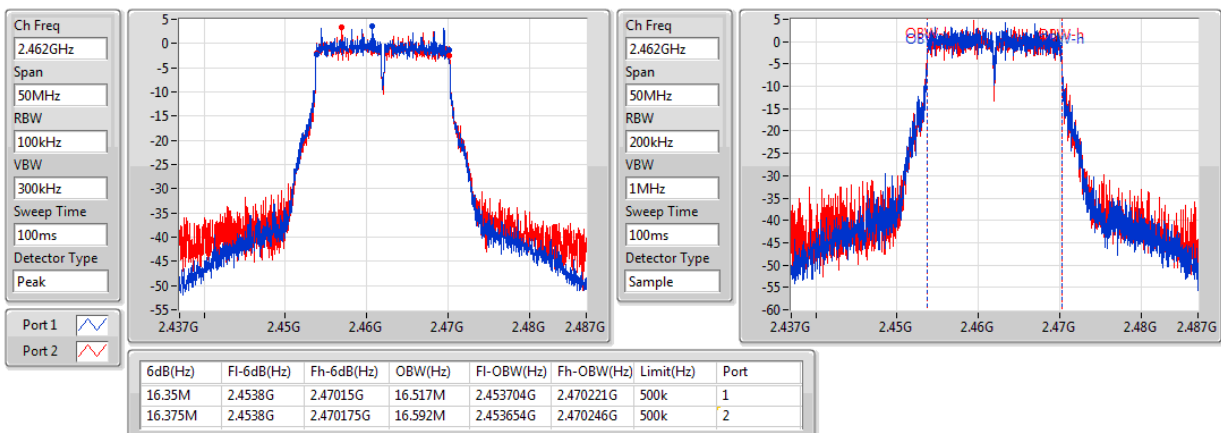 Ch Freq
2.462GHz
Span
50MHz
RBW
100kHz
VBW
300kHz
Sweep Time
100ms
Detector Type
Peak
Port 1
Port 2
5
0
-5
-10
-15
-20
-25
-30
-35
-40
-45
-50
-55
2.437G 2.45G 2.46G 2.47G 2.48G 2.487G
Ch Freq
2.462GHz
Span
50MHz
RBW
200kHz
VBW
1MHz
Sweep Time
100ms
Detector Type
Sample
5
0
-5
-10
-15
-20
-25
-30
-35
-40
-45
-50
-55
-60
2.437G 2.45G 2.46G 2.47G 2.48G 2.487G
6dB(Hz) Fl-6dB(Hz) Fh-6dB(Hz) OBW(Hz) Fl-OBW(Hz) Fh-OBW(Hz) Limit(Hz) Port
16.35M 2.4538G 2.47015G 16.517M 2.453704G 2.470221G 500k 1
16.375M 2.4538G 2.470175G 16.592M 2.453654G 2.470246G 500k 2